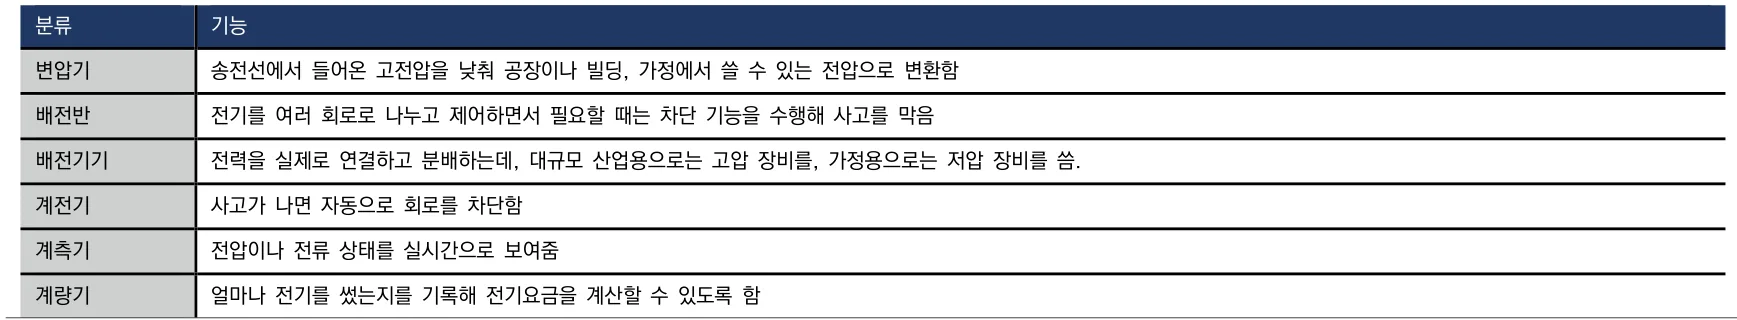 분류 기능
변압기 송전선에서 들어온 고전압을 낮춰 공장이나 빌딩, 가정에서 쓸 수 있는 전압으로 변환함
배전반 전기를 여러 회로로 나누고 제어하면서 필요할 때는 차단 기능을 수행해 사고를 막음
배전기기 전력을 실제로 연결하고 분배하는데, 대규모 산업용으로는 고압 장비를, 가정용으로는 저압 장비를 씀.
계전기 사고가 나면 자동으로 회로를 차단함
계측기 전압이나 전류 상태를 실시간으로 보여줌
계량기 얼마나 전기를 썼는지를 기록해 전기요금을 계산할 수 있도록 함